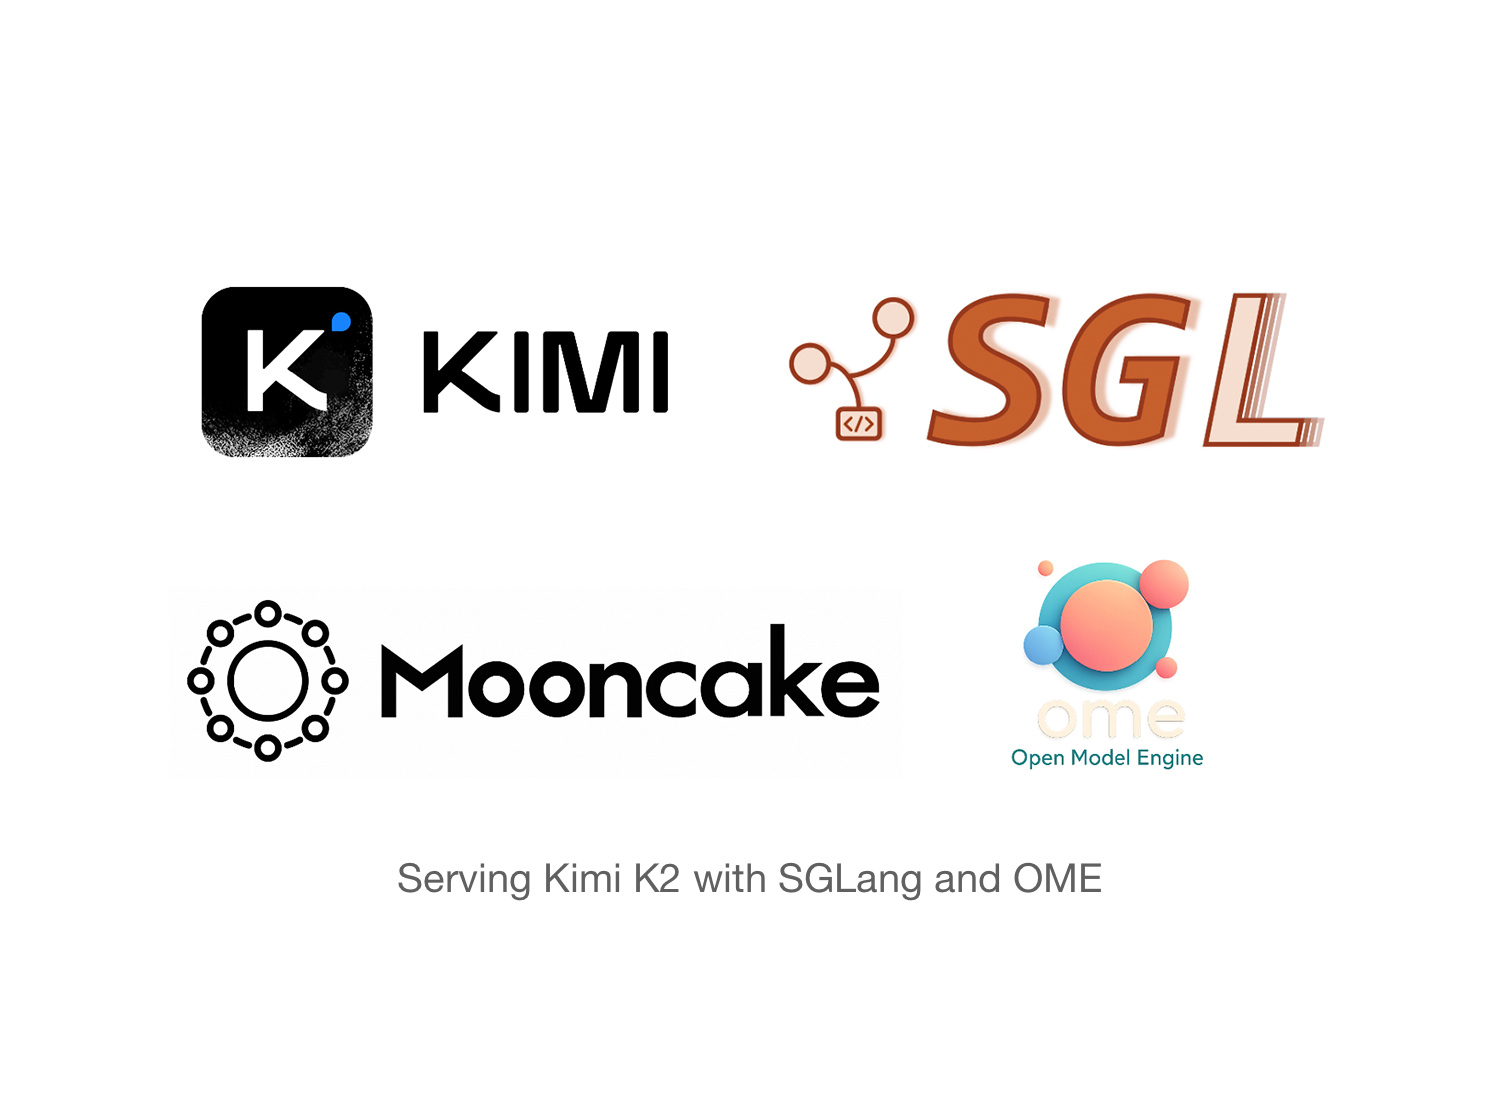 K KIMI
</> SGL
Mooncake
ome
Open Model Engine
Serving Kimi K2 with SGLang and OME